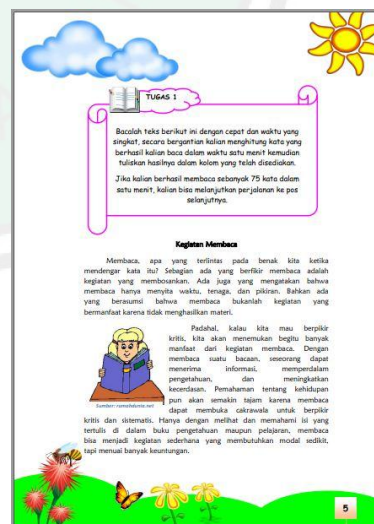 TUGAS 1
Bacalah teks berikut ini dengan cepat dan waktu yang
singkat, secara bergantian kalian menghitung kata yang
berhasil kalian baca dalam waktu satu menit kemudian
tuliskan hasilnya dalam kolom yang telah disediakan.
Jika kalian berhasil membaca sebanyak 75 kata dalam
satu menit, kalian bisa melanjutkan perjalanan ke pos
selanjutnya.
Kegiatan Membaca
Membaca, apa yang terlintas pada benak kita ketika
mendengar kata itu? Sebagian ada yang berfikir membaca adalah
kegiatan yang membosankan. Ada juga yang mengatakan bahwa
membaca hanya menyita waktu, tenaga, dan pikiran. Bahkan ada
yang berasumsi bahwa membaca bukanlah kegiatan yang
bermanfaat karena tidak menghasilkan materi.
Padahal, kalau kita mau berpikir
kritis, kita akan menemukan begitu banyak
manfaat dari kegiatan membaca. Dengan
membaca suatu bacaan, seseorang dapat
menerima informasi, memperdalam
pengetahuan, dan meningkatkan
kecerdasan. Pemahaman tentang kehidupan
pun akan semakin tajam karena membaca
dapat membuka cakrawala untuk berpikir
Sumber: rumahdunia.net
kritis dan sistematis. Hanya dengan melihat dan memahami isi yang
tertulis di dalam buku pengetahuan maupun pelajaran, membaca
bisa menjadi kegiatan sederhana yang membutuhkan modal sedikit,
tapi menuai banyak keuntungan.
5